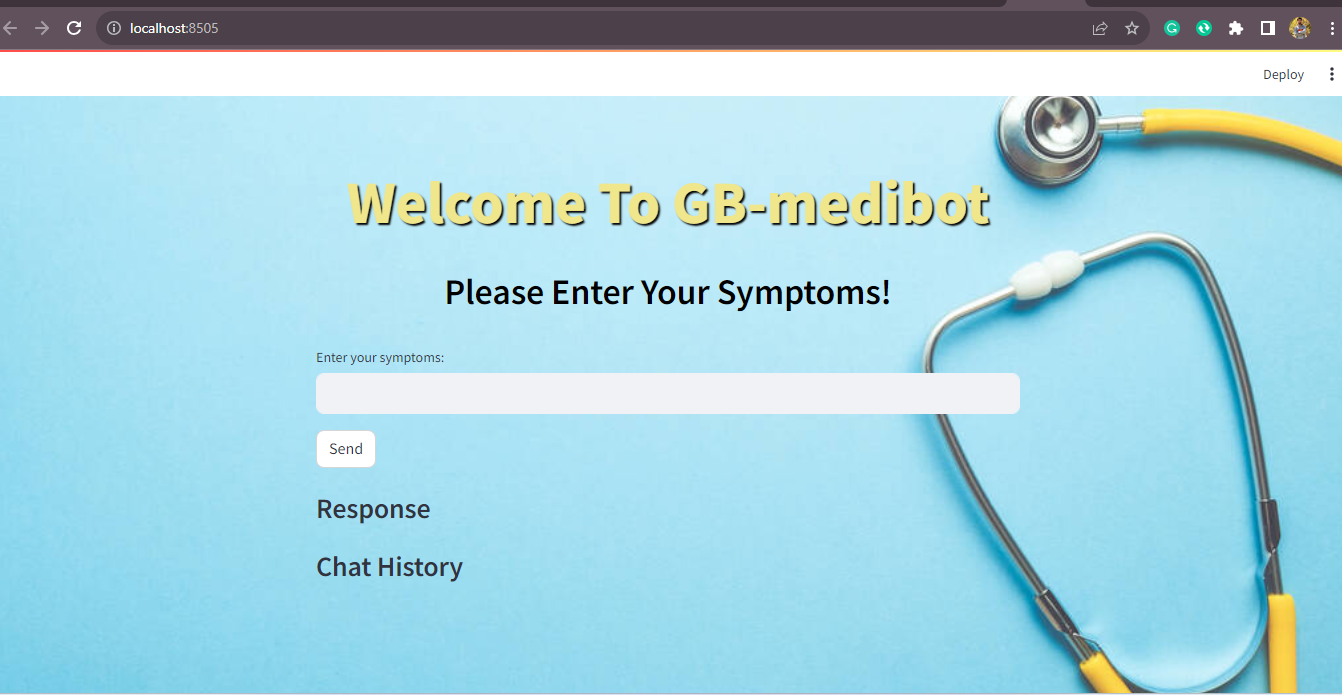 localhost:8505
Deploy
Welcome To GB-medibot
Please Enter Your Symptoms!
Enter your symptoms:
Send
Response
Chat History